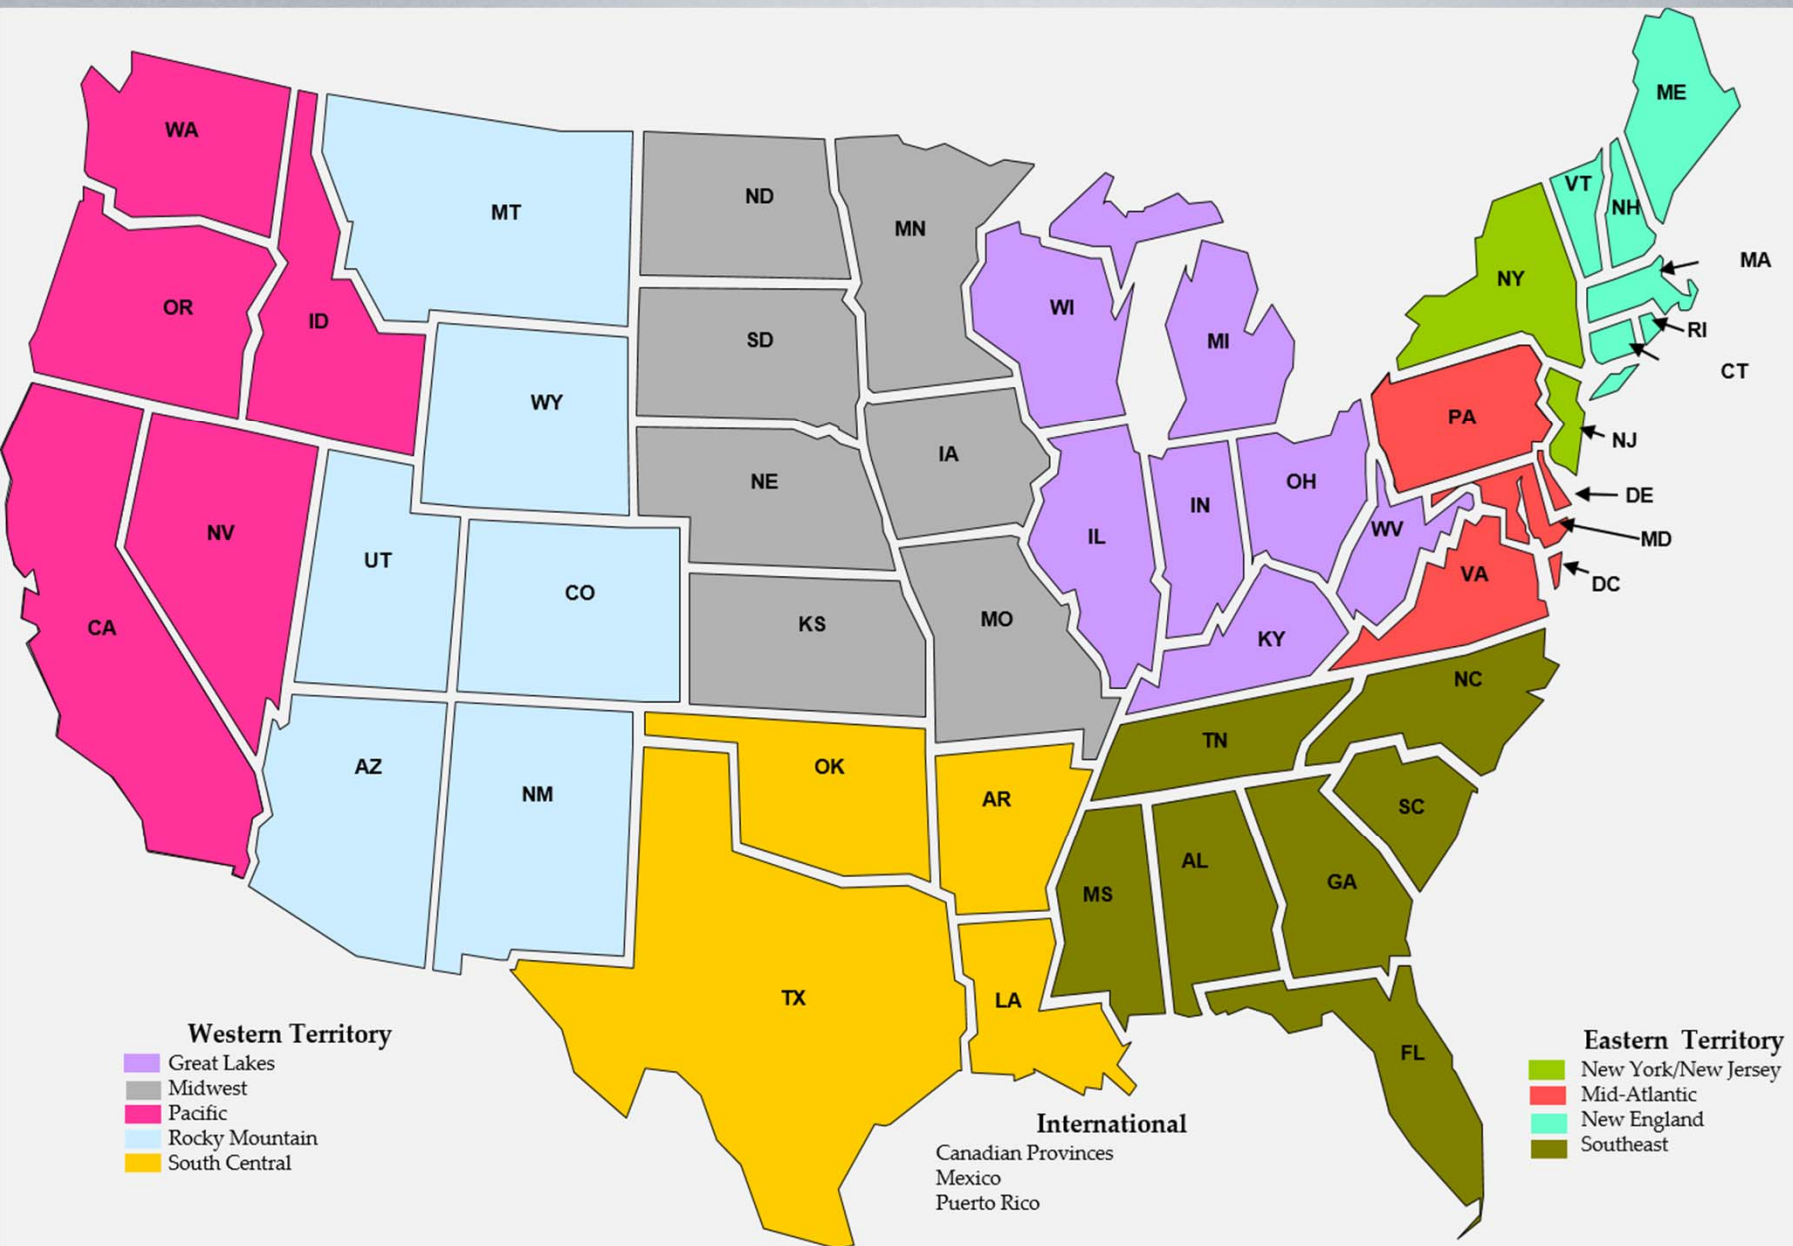 ME
WA
VT
ND
NH
MT
MN
MA
NY
OR
WI
ID
RI
SD
MI
CT
WY
PA
NJ
IA
NE
OH
DE
IN
NV
WV
IL
MD
UT
VA
DC
CO
KS
MO
CA
KY
NC
TN
AZ
OK
NM
AR
SC
AL
GA
MS
TX
LA
FL
Western Territory
Great Lakes
Midwest
Pacific
Rocky Mountain
South Central
International
Canadian Provinces
Mexico
Puerto Rico
Eastern Territory
New York/New Jersey
Mid-Atlantic
New England
Southeast